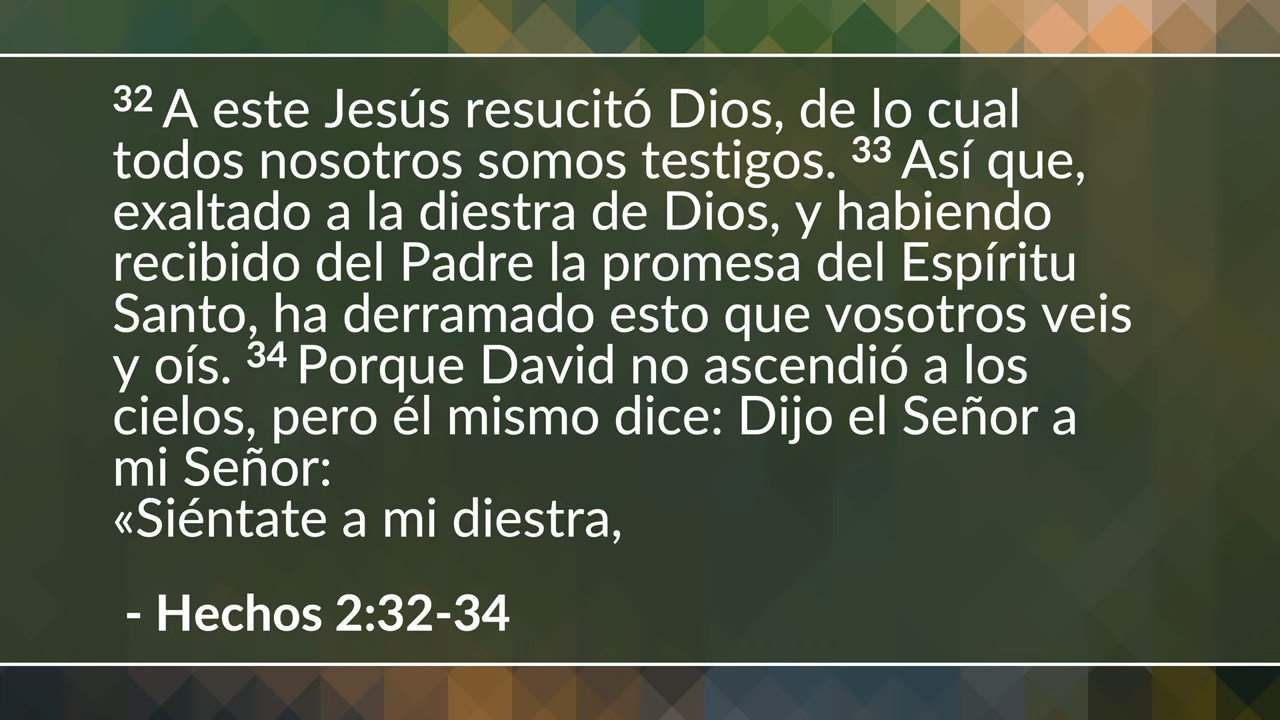 32 A este Jesús resucitó Dios, de lo cual
todos nosotros somos testigos. 33 Así que,
exaltado a la diestra de Dios, y habiendo
recibido del Padre la promesa del Espíritu
Santo, ha derramado esto que vosotros veis
y oís. 34 Porque David no ascendió a los
cielos, pero él mismo dice: Dijo el Señor a
mi Señor:
«Siéntate a mi diestra,
- Hechos 2:32-34